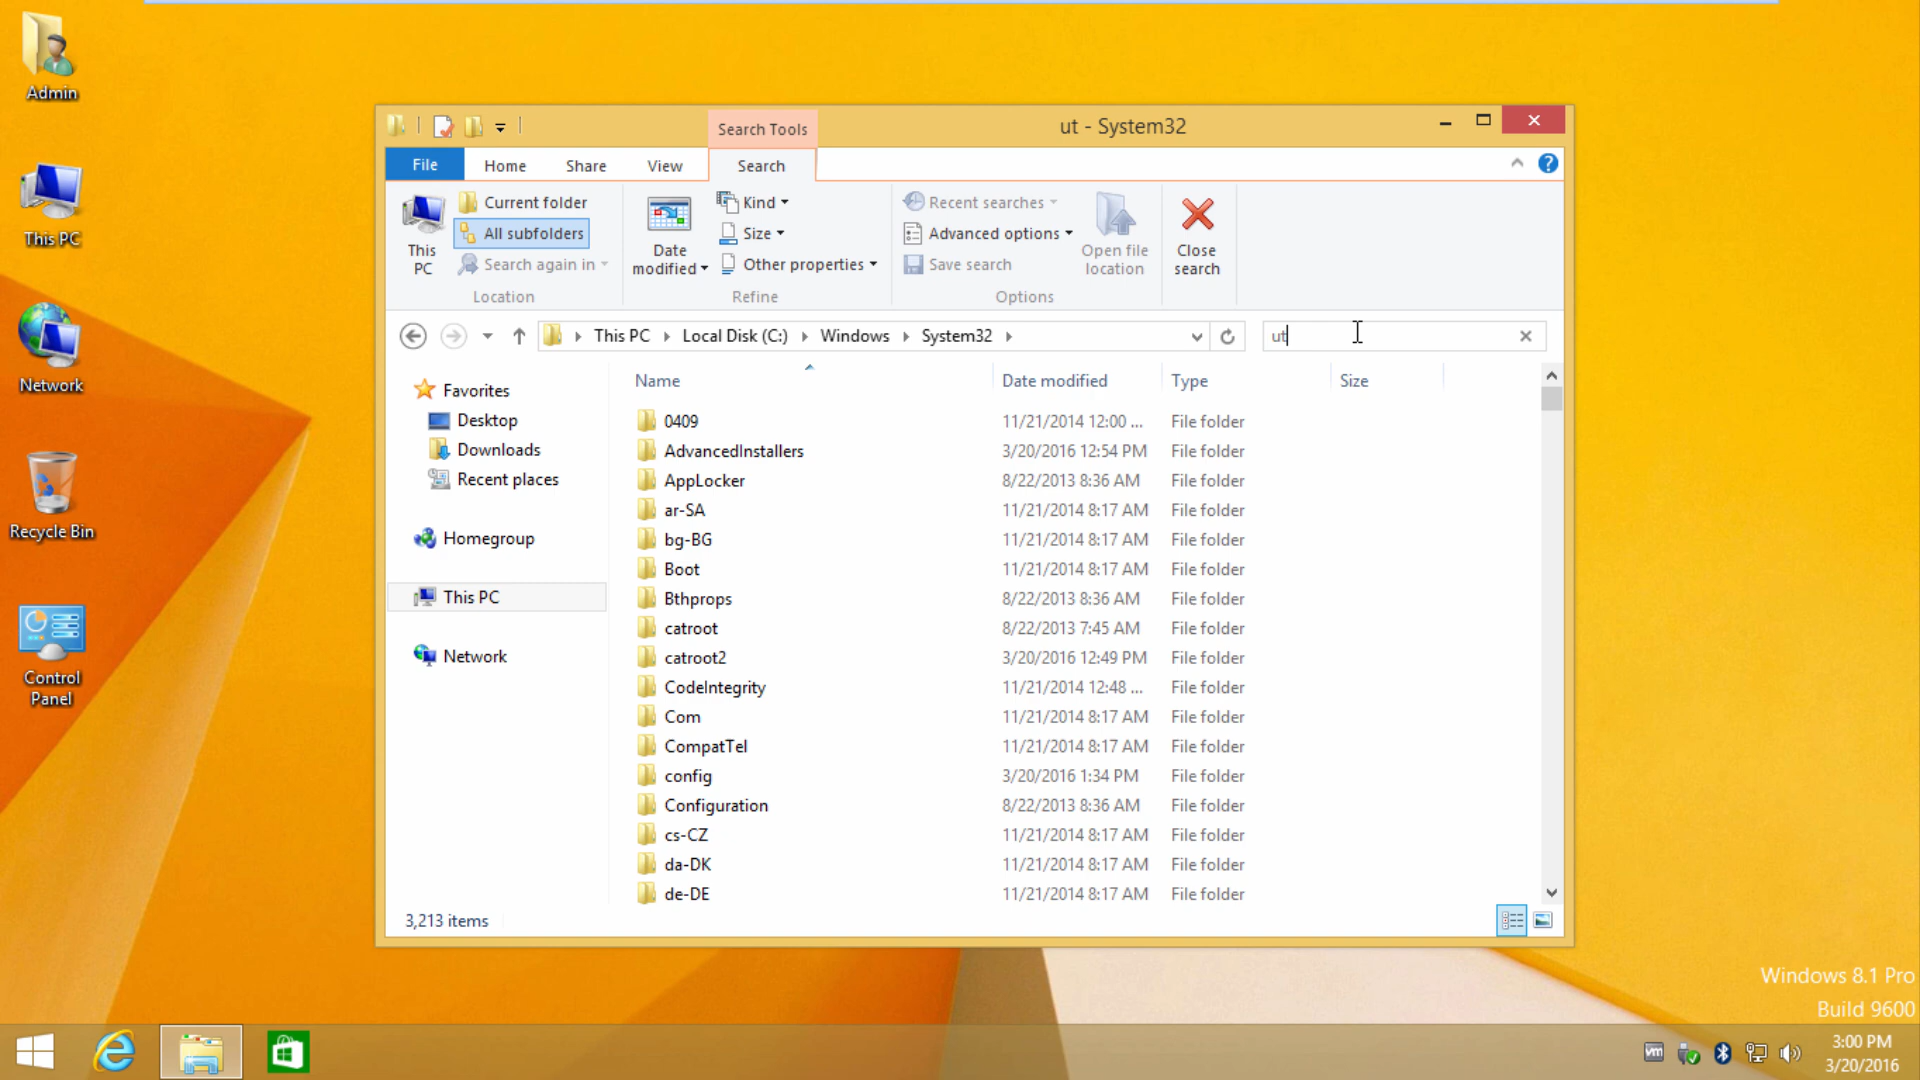 Admin
This PC
Network
Recycle Bin
Control
Panel
Search Tools
ut - System32
File
Home
Share
View
Search
This
PC
Current folder
All subfolders
Search again in
Location
Date
modified
Kind
Size
Other properties
Refine
Recent searches
Advanced options
Save search
Options
Open file
location
Close
search
This PC
Local Disk (C:)
Windows
System32
ut
Favorites
Desktop
Downloads
Recent places
Homegroup
This PC
Network
Name Date modified Type Size
0409 11/21/2014 12:00 ... File folder
AdvancedInstallers 3/20/2016 12:54 PM File folder
AppLocker 8/22/2013 8:36 AM File folder
ar-SA 11/21/2014 8:17 AM File folder
bg-BG 11/21/2014 8:17 AM File folder
Boot 11/21/2014 8:17 AM File folder
Bthprops 8/22/2013 8:36 AM File folder
catroot 8/22/2013 7:45 AM File folder
catroot2 3/20/2016 12:49 PM File folder
CodeIntegrity 11/21/2014 12:48 ... File folder
Com 11/21/2014 8:17 AM File folder
CompatTel 11/21/2014 8:17 AM File folder
config 3/20/2016 1:34 PM File folder
Configuration 8/22/2013 8:36 AM File folder
cs-CZ 11/21/2014 8:17 AM File folder
da-DK 11/21/2014 8:17 AM File folder
de-DE 11/21/2014 8:17 AM File folder
3,213 items
Windows 8.1 Pro
Build 9600
vm
3:00 PM
3/20/2016